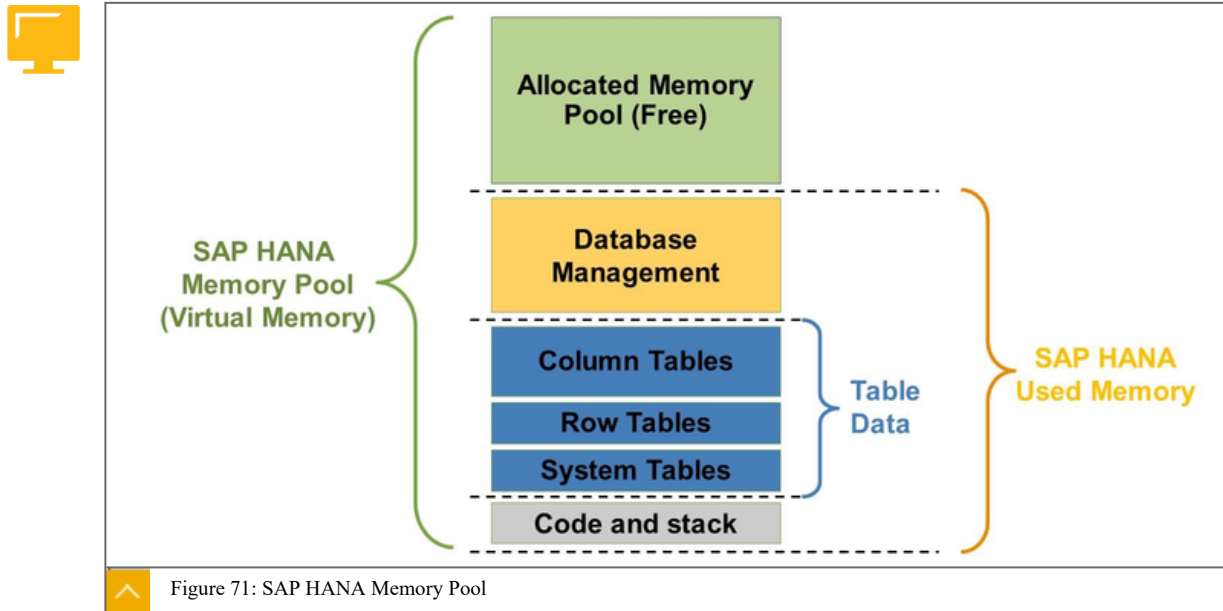 Allocated Memory
Pool (Free)
Database
Management
SAP HANA
Memory Pool
(Virtual Memory)
Column Tables
Row Tables
System Tables
Table
Data
SAP HANA
Used Memory
Code and stack
Figure 71: SAP HANA Memory Pool